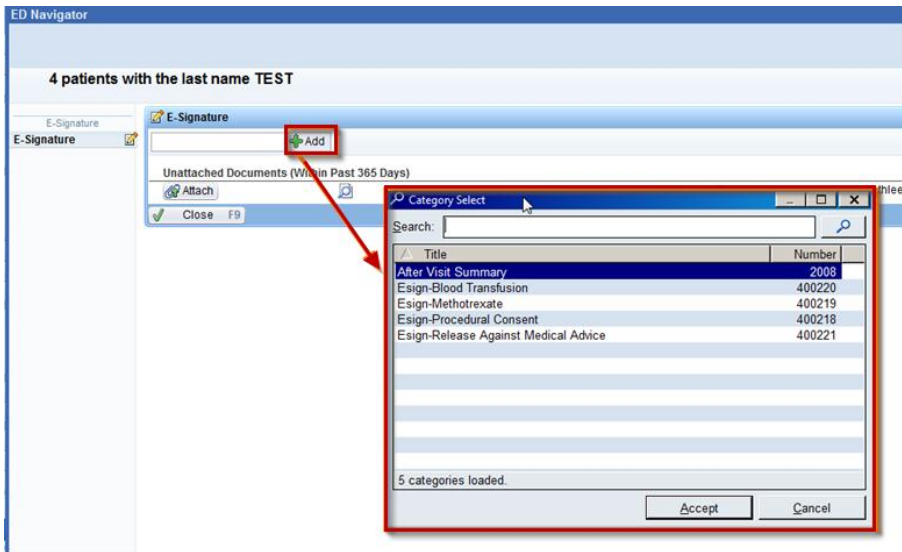 ED Navigator
4 patients with the last name TEST
E-Signature
E-Signature
E-Signature
Add
Unattached Documents (Within Past 365 Days)
Attach
Close F9
Category Select
Search:
Title Number
After Visit Summary 2008
Esign-Blood Transfusion 400220
Esign-Methotrexate 400219
Esign-Procedural Consent 400218
Esign-Release Against Medical Advice 400221
5 categories loaded.
Accept Cancel